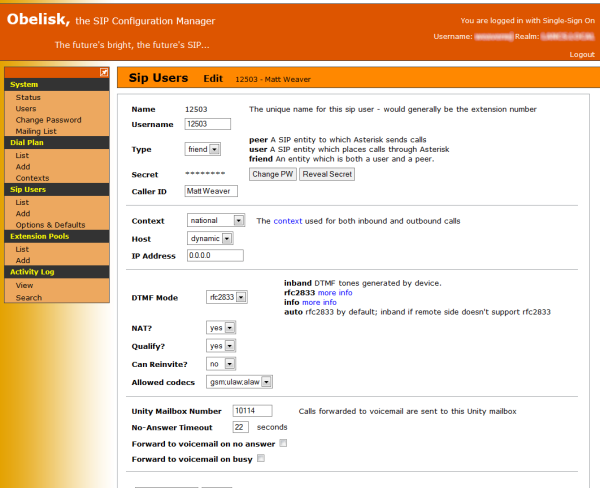 Obelisk, the SIP Configuration Manager
The future's bright, the future's SIP...
You are logged in with Single-Sign On
Username: Realm:
Logout
System
Status
Users
Change Password
Mailing List
Dial Plan
List
Add
Contexts
Sip Users
List
Add
Options & Defaults
Extension Pools
List
Add
Activity Log
View
Search
Sip Users Edit 12503 - Matt Weaver
Name 12503 The unique name for this sip user - would generally be the extension number
Username 12503
Type friend
peer A SIP entity to which Asterisk sends calls
user A SIP entity which places calls through Asterisk
friend An entity which is both a user and a peer.
Secret ******** Change PW Reveal Secret
Caller ID Matt Weaver
Context national The context used for both inbound and outbound calls
Host dynamic
IP Address 0.0.0.0
DTMF Mode rfc2833
inband DTMF tones generated by device.
rfc2833 more info
info more info
auto rfc2833 by default; inband if remote side doesn't support rfc2833
NAT? yes
Qualify? yes
Can Reinvite? no
Allowed codecs gsm;ulaw;alaw
Unity Mailbox Number 10114 Calls forwarded to voicemail are sent to this Unity mailbox
No-Answer Timeout 22 seconds
Forward to voicemail on no answer
Forward to voicemail on busy